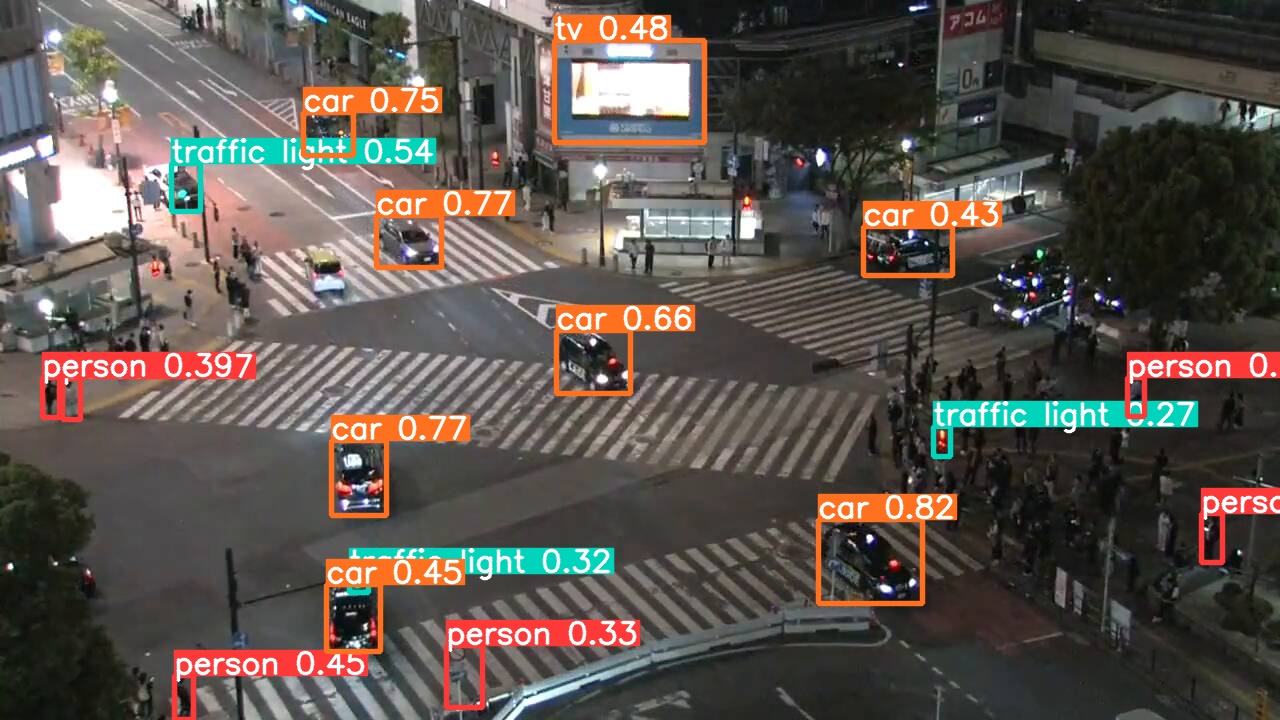 AMERICAN EAGLE
tv 0.48
アコム
car 0.75
traffic light 0.54
car 0.77
car 0.43
car 0.66
person 0.397
person 0.
traffic light 0.27
car 0.77
perso
car 0.82
traffic light 0.32
car 0.45
person 0.33
person 0.45